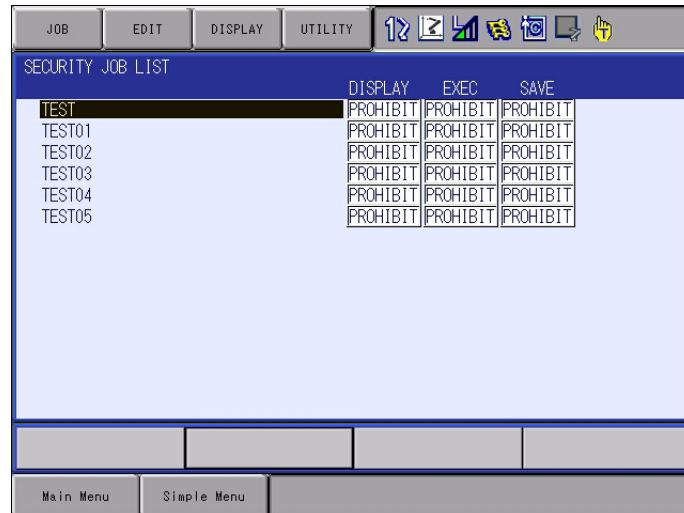 JOB EDIT DISPLAY UTILITY
SECURITY JOB LIST
DISPLAY EXEC SAVE
TEST PROHIBIT PROHIBIT PROHIBIT
TEST01 PROHIBIT PROHIBIT PROHIBIT
TEST02 PROHIBIT PROHIBIT PROHIBIT
TEST03 PROHIBIT PROHIBIT PROHIBIT
TEST04 PROHIBIT PROHIBIT PROHIBIT
TEST05 PROHIBIT PROHIBIT PROHIBIT
Main Menu Simple Menu